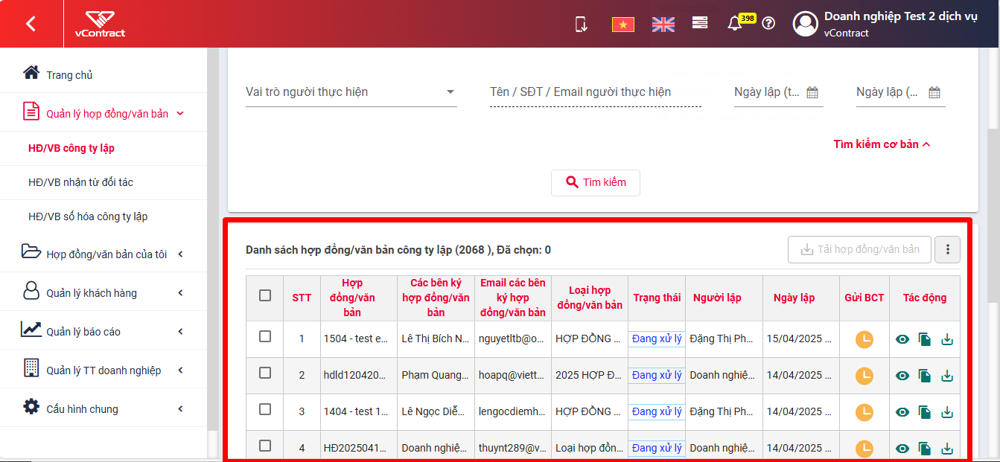 vContract
398
Doanh nghiệp Test 2 dịch vụ
vContract
Trang chủ
Quản lý hợp đồng/văn bản
HĐ/VB công ty lập
HĐ/VB nhận từ đối tác
HĐ/VB số hóa công ty lập
Hợp đồng/văn bản của tôi
Quản lý khách hàng
Quản lý báo cáo
Quản lý TT doanh nghiệp
Cấu hình chung
Vai trò người thực hiện
Tên / SĐT / Email người thực hiện
Ngày lập (t...
Ngày lập (...
Tìm kiếm cơ bản
Tìm kiếm
Danh sách hợp đồng/văn bản công ty lập (2068 ), Đã chọn: 0
Tải hợp đồng/văn bản
STT
Hợp
đồng/văn
bản
Các bên ký
hợp đồng/văn
bản
Email các bên
ký hợp
đồng/văn bản
Loại hợp
đồng/văn bản
Trạng thái
Người lập
Ngày lập
Gửi BCT
Tác động
1 1504 - test e... Lê Thị Bích N... nguyetltb@o... HỢP ĐỒNG ... Đang xử lý Đặng Thị Ph... 15/04/2025 ...
2 hdld120420... Phạm Quang... hoapq@viett... 2025 HỢP Đ... Đang xử lý Doanh nghiệ... 14/04/2025 ...
3 1404 - test 1... Lê Ngọc Diễ... lengocdiemh... HỢP ĐỒNG ... Đang xử lý Đặng Thị Ph... 14/04/2025 ...
4 HĐ2025041... Doanh nghiệ... thuynt289@v... Loại hợp đồn... Đang xử lý Doanh nghiệ... 14/04/2025 ...